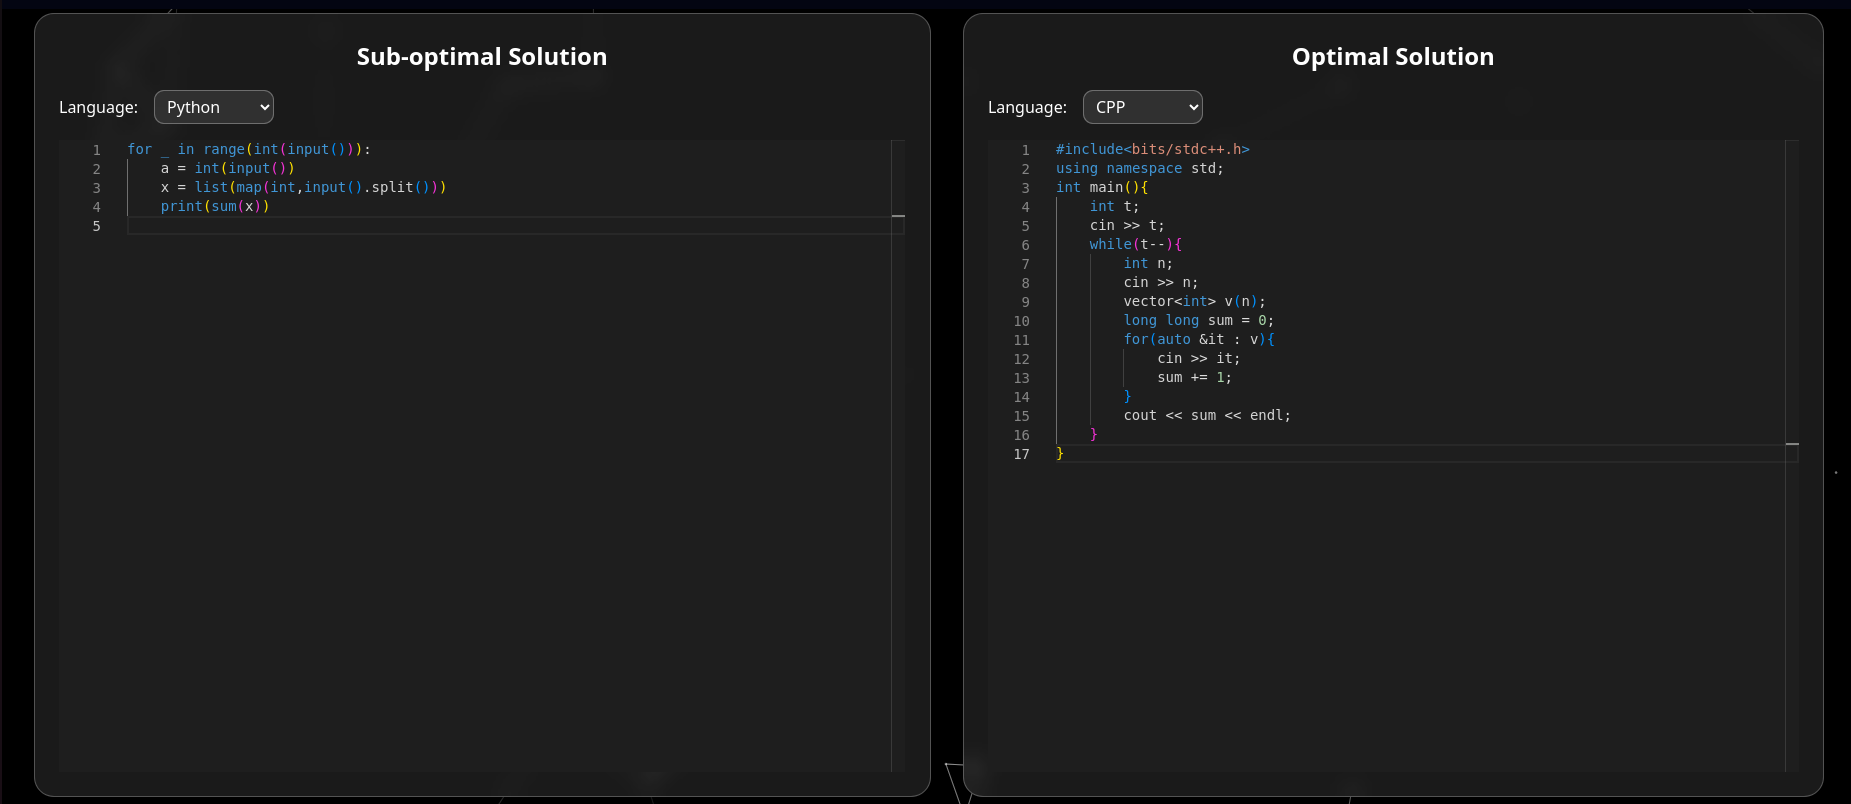 Sub-optimal Solution
Language: Python
1 for _ in range(int(input())):
2     a = int(input())
3     x = list(map(int,input().split()))
4     print(sum(x))
5
Optimal Solution
Language: CPP
1 #include<bits/stdc++.h>
2 using namespace std;
3 int main(){
4     int t;
5     cin >> t;
6     while(t--){
7         int n;
8         cin >> n;
9         vector<int> v(n);
10         long long sum = 0;
11         for(auto &it : v){
12             cin >> it;
13             sum += 1;
14         }
15         cout << sum << endl;
16     }
17 }